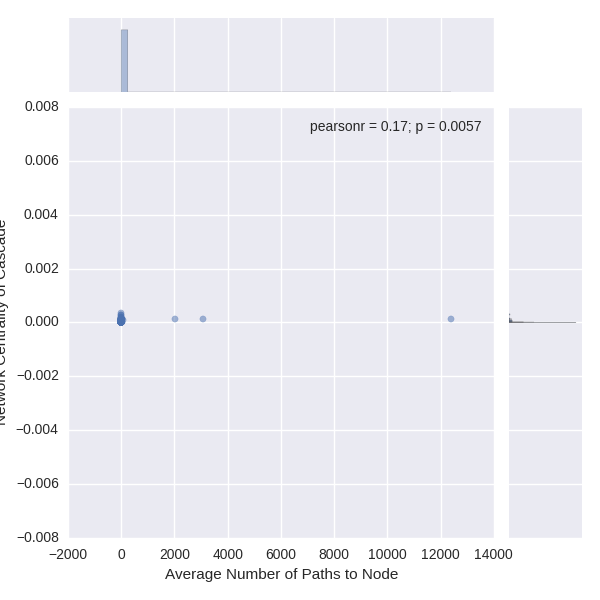 pearsonr = 0.17; p = 0.0057
0.008
0.006
0.004
0.002
0.000
−0.002
−0.004
−0.006
−0.008
−2000 0 2000 4000 6000 8000 10000 12000 14000
Average Number of Paths to Node
Network Centrality of Cascade